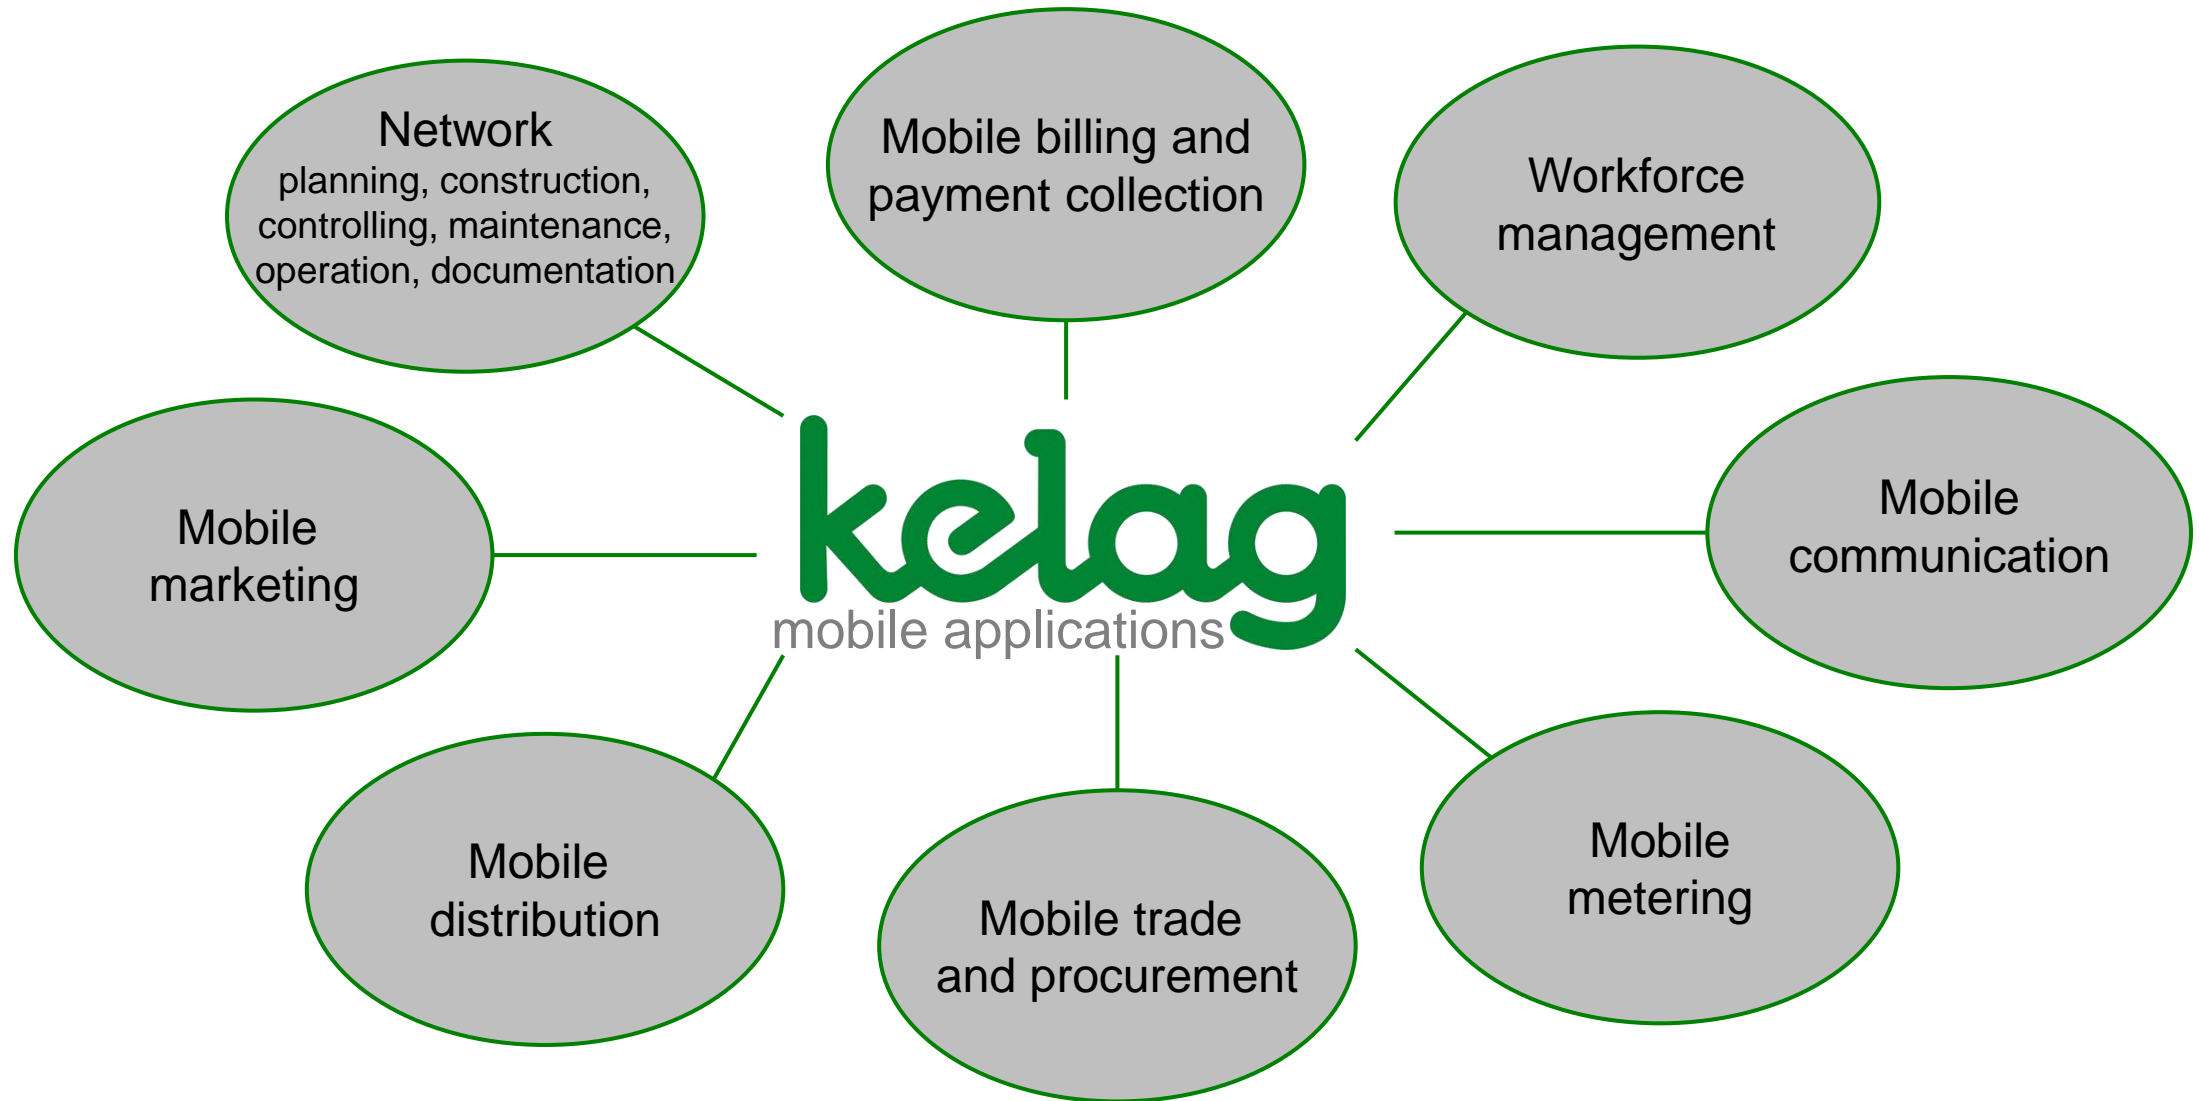 Network
planning, construction,
controlling, maintenance,
operation, documentation
Mobile billing and
payment collection
Workforce
management
Mobile
marketing
kelag
mobile applications
Mobile
communication
Mobile
distribution
Mobile trade
and procurement
Mobile
metering